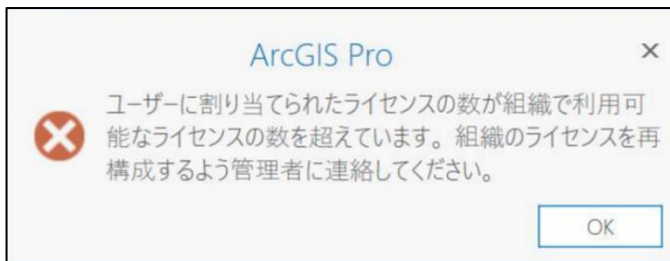 ArcGIS Pro
ユーザーに割り当てられたライセンスの数が組織で利用可
能なライセンスの数を超えています。組織のライセンスを再
構成するよう管理者に連絡してください。
OK